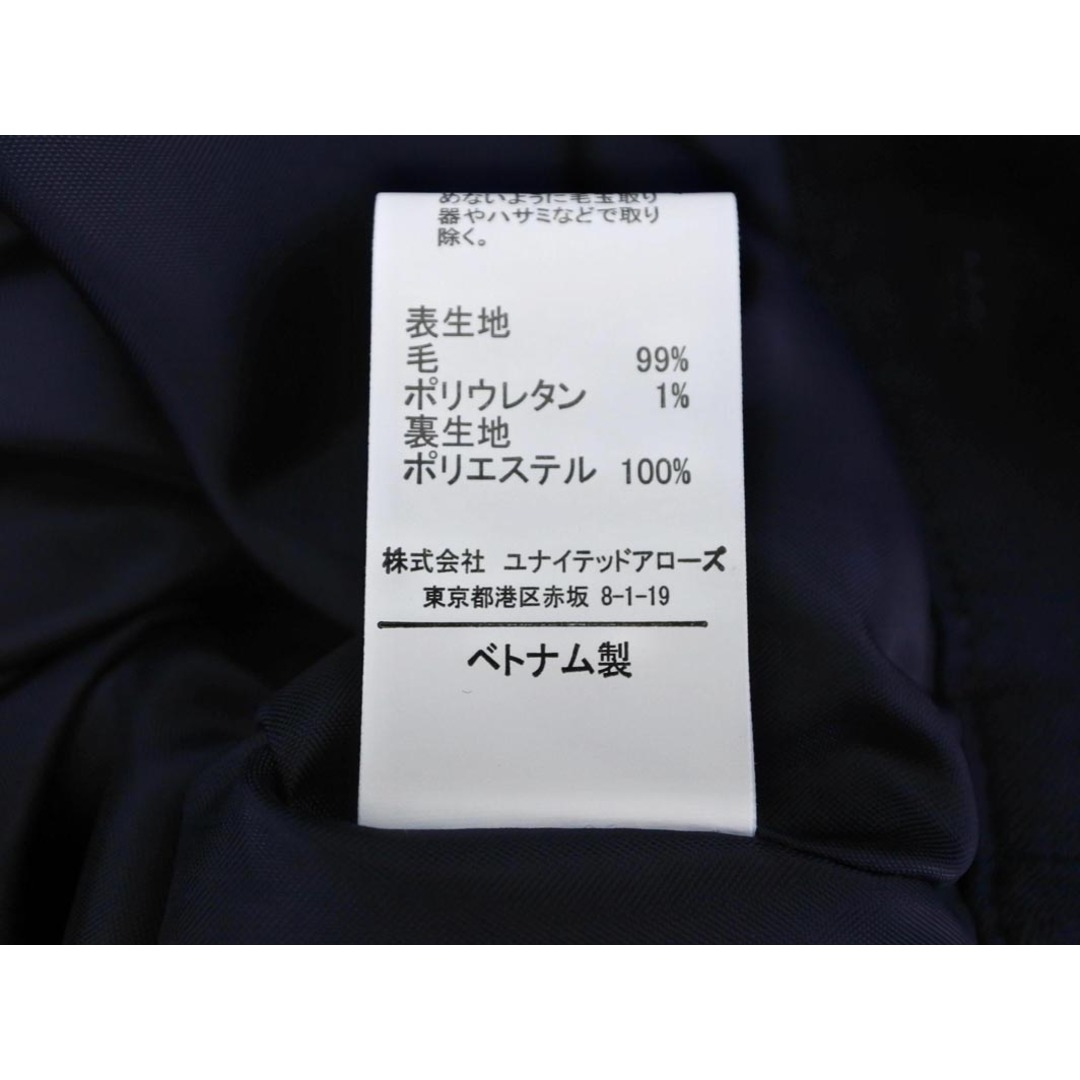 めないように毛玉取り
器やハサミなどで取り
除く。
表生地
毛 99%
ポリウレタン 1%
裏生地
ポリエステル 100%
株式会社 ユナイテッドアローズ
東京都港区赤坂 8-1-19
ベトナム製